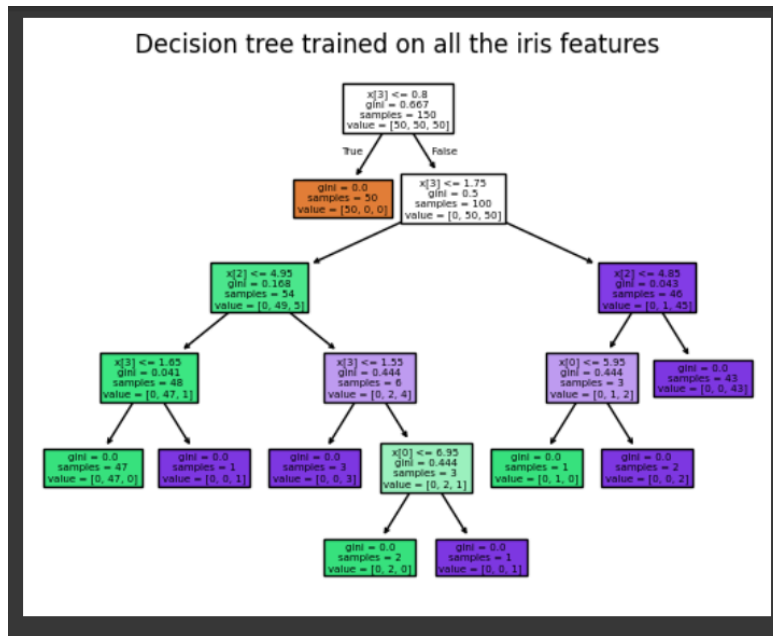 Decision tree trained on all the iris features
x[3] <= 0.8
gini = 0.667
samples = 150
value = [50, 50, 50]
True
False
gini = 0.0
samples = 50
value = [50, 0, 0]
x[3] <= 1.75
gini = 0.5
samples = 100
value = [0, 50, 50]
x[2] <= 4.95
gini = 0.168
samples = 54
value = [0, 49, 5]
x[2] <= 4.85
gini = 0.043
samples = 46
value = [0, 1, 45]
x[3] <= 1.65
gini = 0.041
samples = 48
value = [0, 47, 1]
x[3] <= 1.55
gini = 0.444
samples = 6
value = [0, 2, 4]
x[0] <= 5.95
gini = 0.444
samples = 3
value = [0, 1, 2]
gini = 0.0
samples = 43
value = [0, 0, 43]
gini = 0.0
samples = 47
value = [0, 47, 0]
gini = 0.0
samples = 1
value = [0, 0, 1]
gini = 0.0
samples = 3
value = [0, 0, 3]
x[0] <= 6.95
gini = 0.444
samples = 3
value = [0, 2, 1]
gini = 0.0
samples = 1
value = [0, 1, 0]
gini = 0.0
samples = 2
value = [0, 0, 2]
gini = 0.0
samples = 2
value = [0, 2, 0]
gini = 0.0
samples = 1
value = [0, 0, 1]